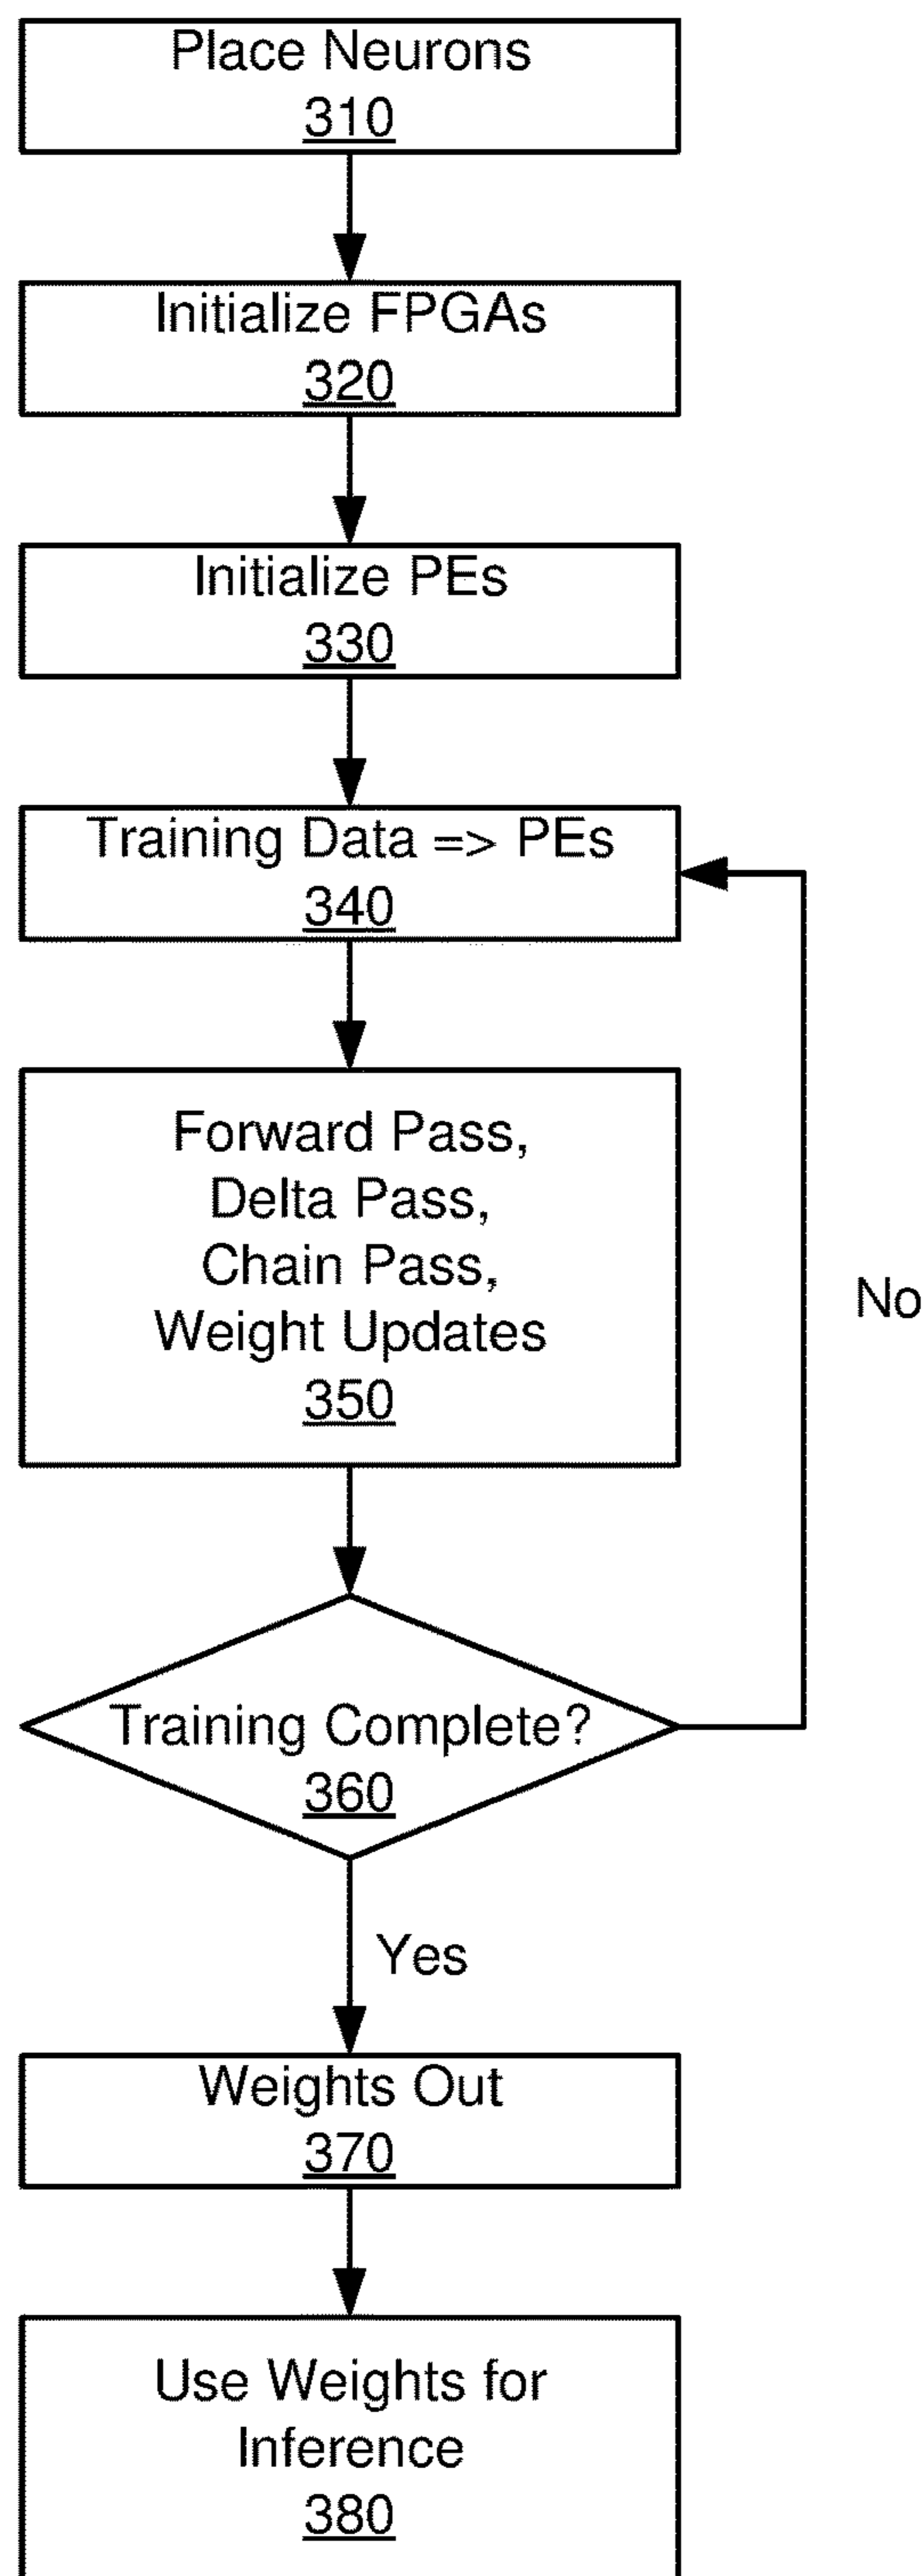 Place Neurons
310
Initialize FPGAs
320
Initialize PEs
330
Training Data => PEs
340
Forward Pass,
Delta Pass,
Chain Pass,
Weight Updates
350
No
Training Complete?
360
Yes
Weights Out
370
Use Weights for
Inference
380